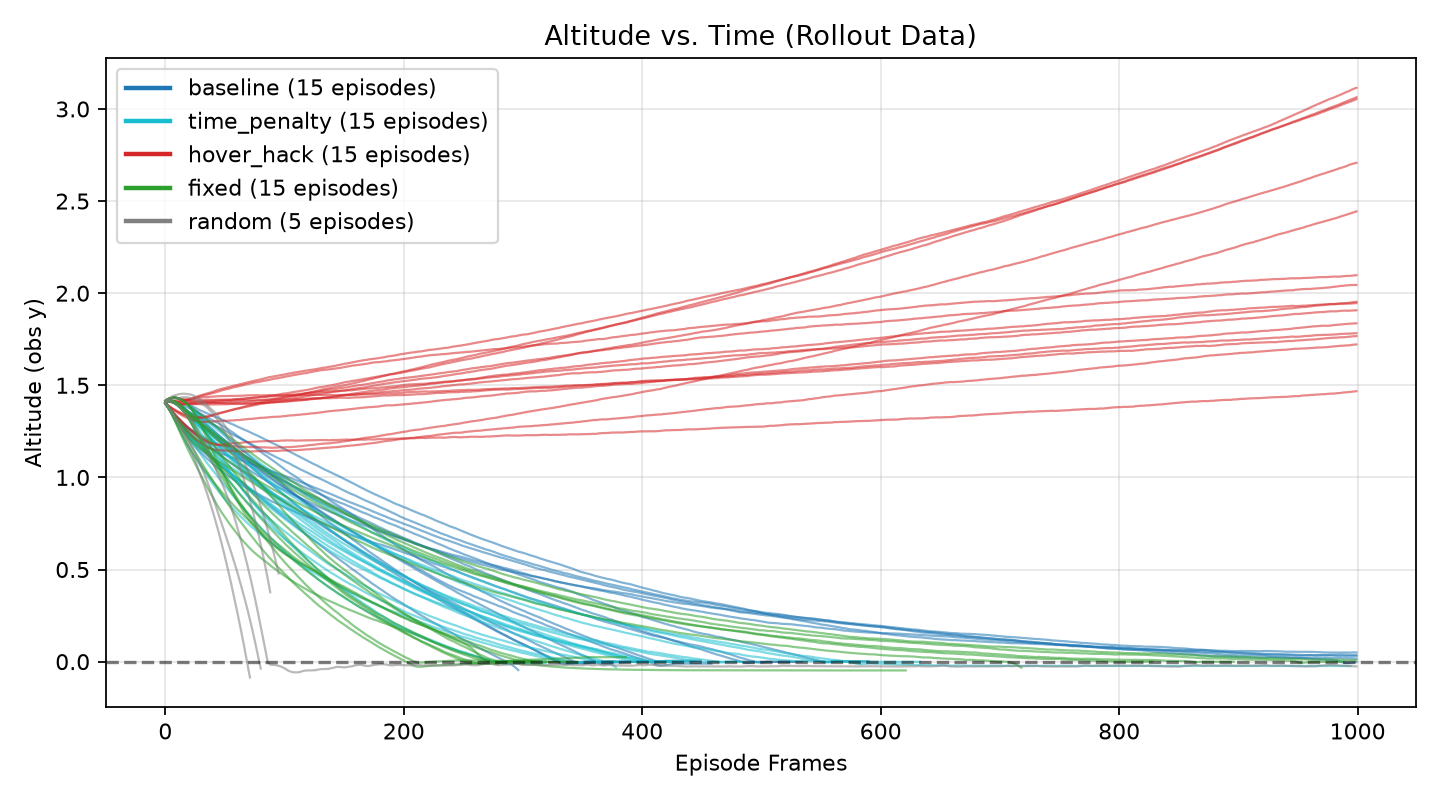 Altitude vs. Time (Rollout Data)
baseline (15 episodes)
time_penalty (15 episodes)
hover_hack (15 episodes)
fixed (15 episodes)
random (5 episodes)
Altitude (obs y)
3.0
2.5
2.0
1.5
1.0
0.5
0.0
0
200
400
600
800
1000
Episode Frames